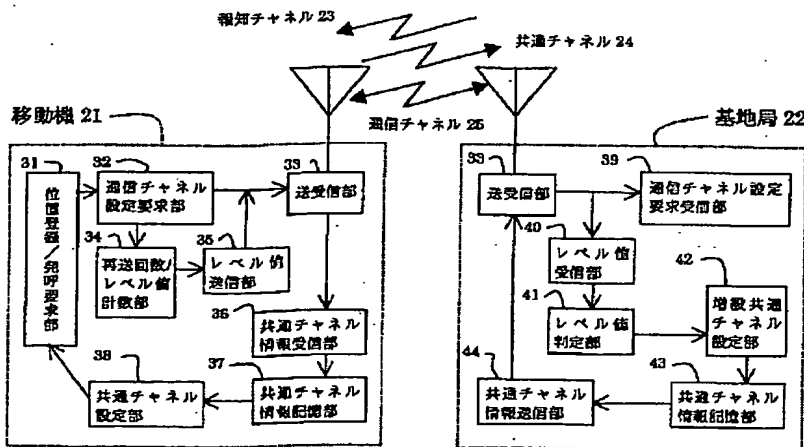 報知チャネル 23
共通チャネル 24
通信チャネル 25
移動機 21
基地局 22
31
位置登録/発呼要求部
32
通信チャネル
設定要求部
33
送受信部
34
再送回数/
レベル値
計数部
35
レベル値
送信部
36
共通チャネル
情報受信部
37
共通チャネル
情報記憶部
38
共通チャネル
設定部
33
送受信部
39
通信チャネル設定
要求受信部
40
レベル値
受信部
41
レベル値
判定部
42
増設共通
チャネル
設定部
43
共通チャネル
情報記憶部
44
共通チャネル
情報送信部